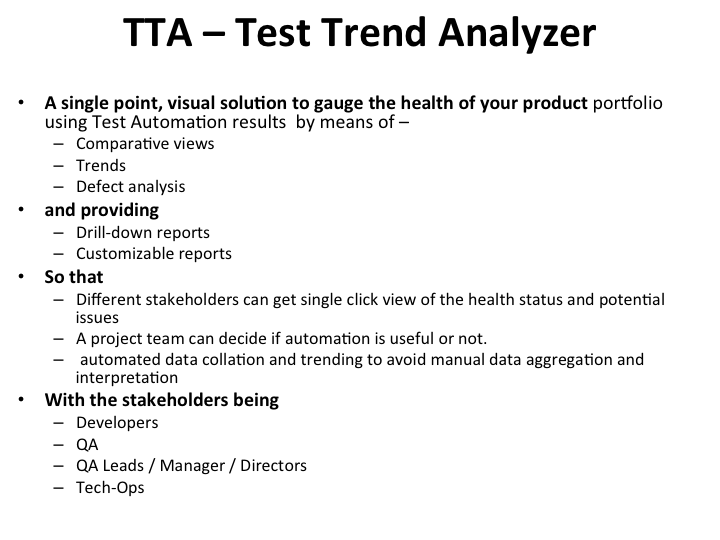 TTA – Test Trend Analyzer
• A single point, visual solution to gauge the health of your product portfolio
using Test Automation results  by means of –
– Comparative views
– Trends
– Defect analysis
• and providing
– Drill-down reports
– Customizable reports
• So that
– Different stakeholders can get single click view of the health status and potential
issues
– A project team can decide if automation is useful or not.
–  automated data collation and trending to avoid manual data aggregation and
interpretation
• With the stakeholders being
– Developers
– QA
– QA Leads / Manager / Directors
– Tech-Ops